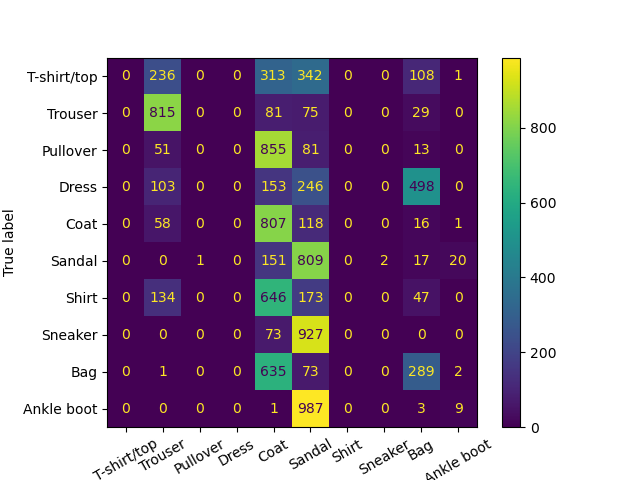 T-shirt/top 0 236 0 0 313 342 0 0 108 1
Trouser 0 815 0 0 81 75 0 0 29 0
Pullover 0 51 0 0 855 81 0 0 13 0
Dress 0 103 0 0 153 246 0 0 498 0
Coat 0 58 0 0 807 118 0 0 16 1
Sandal 0 0 1 0 151 809 0 2 17 20
Shirt 0 134 0 0 646 173 0 0 47 0
Sneaker 0 0 0 0 73 927 0 0 0 0
Bag 0 1 0 0 635 73 0 0 289 2
Ankle boot 0 0 0 0 1 987 0 0 3 9
T-shirt/top Trouser Pullover Dress Coat Sandal Shirt Sneaker Bag Ankle boot
True label
800
600
400
200
0